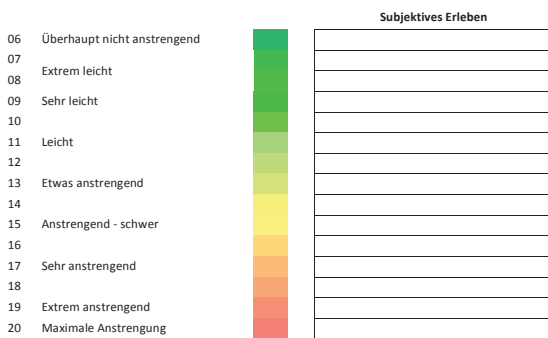 Subjektives Erleben
06 Überhaupt nicht anstrengend
07
Extrem leicht
08
09 Sehr leicht
10
11 Leicht
12
13 Etwas anstrengend
14
15 Anstrengend - schwer
16
17 Sehr anstrengend
18
19 Extrem anstrengend
20 Maximale Anstrengung